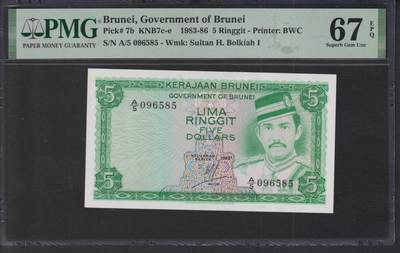 PMG
PAPER MONEY GUARANTY
Brunei, Government of Brunei
Pick# 7b KNB7c-e 1983-86 5 Ringgit - Printer: BWC
S/N A/5 096585 - Wmk: Sultan H. Bolkiah I
67
EPQ
Superb Gem Unc
KERAJAAN BRUNEI
GOVERNMENT OF BRUNEI
5
5
A/5 096585
LIMA
RINGGIT
FIVE
DOLLARS
5
A/5 096585
5